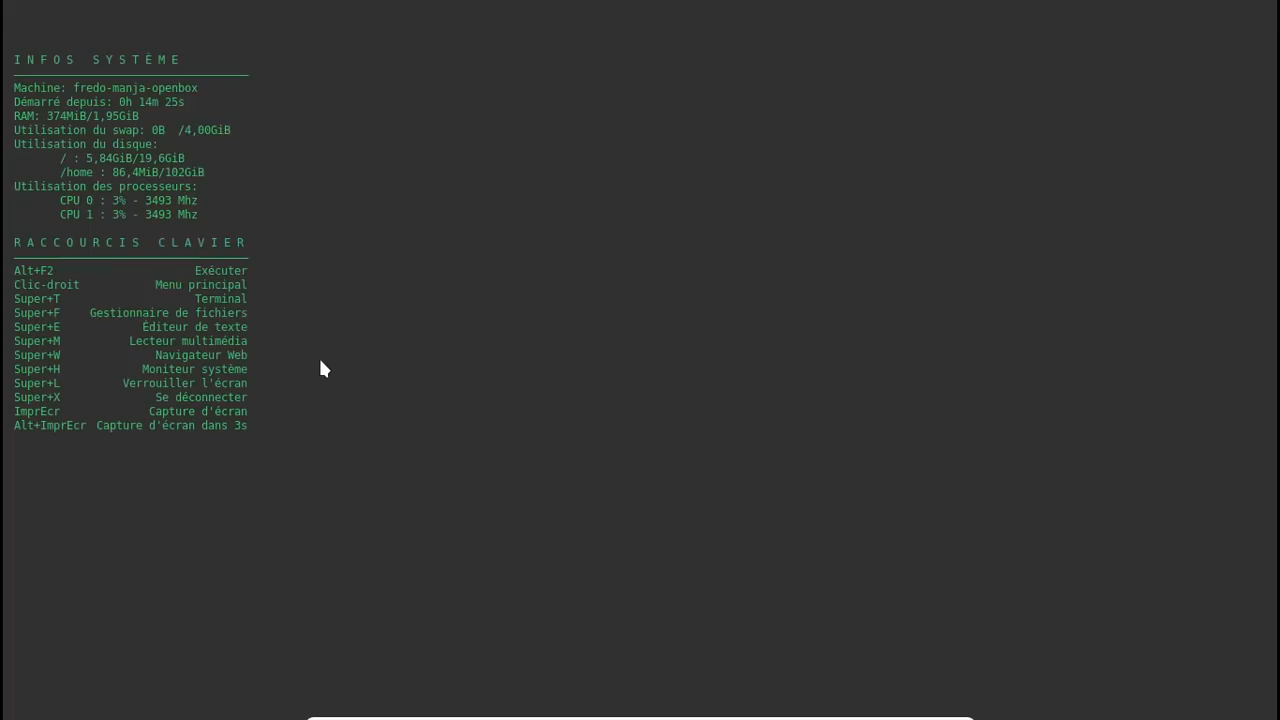 INFOS SYSTÈME
Machine: fredo-manja-openbox
Démarré depuis: 0h 14m 25s
RAM: 374MiB/1,95GiB
Utilisation du swap: 0B /4,00GiB
Utilisation du disque:
/ : 5,84GiB/19,6GiB
/home : 86,4MiB/102GiB
Utilisation des processeurs:
CPU 0 : 3% - 3493 Mhz
CPU 1 : 3% - 3493 Mhz
RACCOURCIS CLAVIER
Alt+F2 Exécuter
Clic-droit Menu principal
Super+T Terminal
Super+F Gestionnaire de fichiers
Super+E Éditeur de texte
Super+M Lecteur multimédia
Super+W Navigateur Web
Super+H Moniteur système
Super+L Verrouiller l'écran
Super+X Se déconnecter
ImprEcr Capture d'écran
Alt+ImprEcr Capture d'écran dans 3s